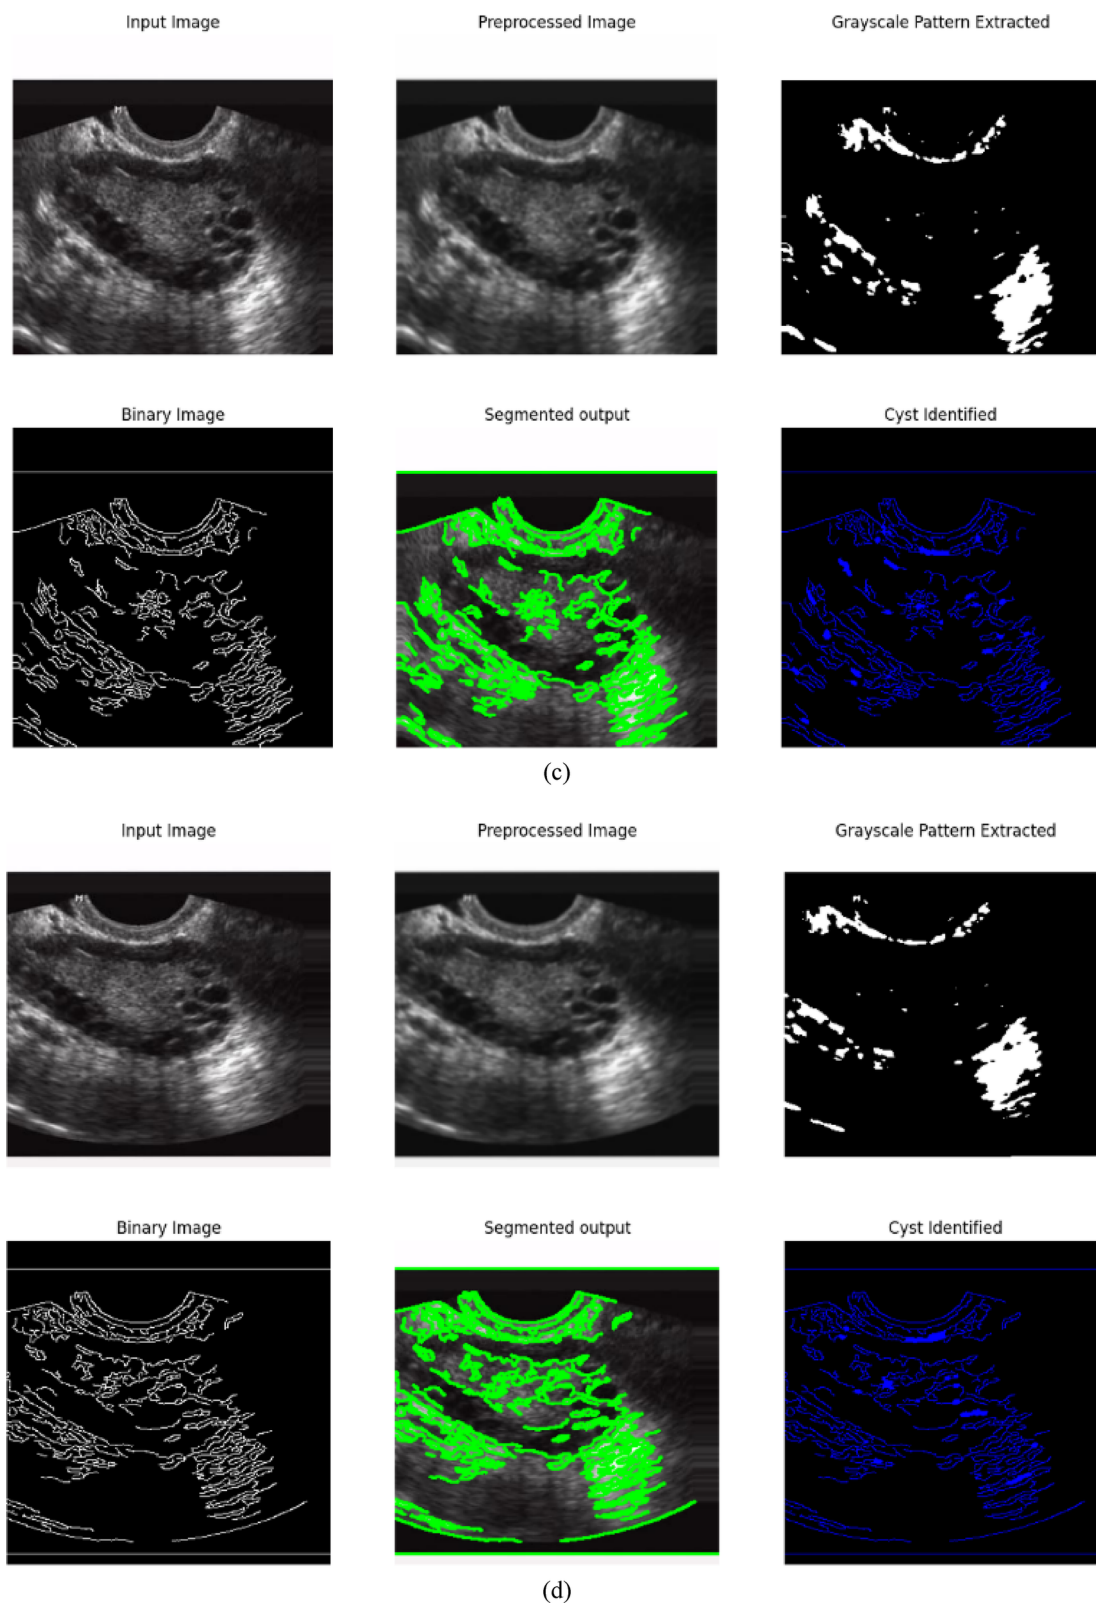 Input Image
Preprocessed Image
Grayscale Pattern Extracted
Binary Image
Segmented output
Cyst Identified
(c)
Input Image
Preprocessed Image
Grayscale Pattern Extracted
Binary Image
Segmented output
Cyst Identified
(d)